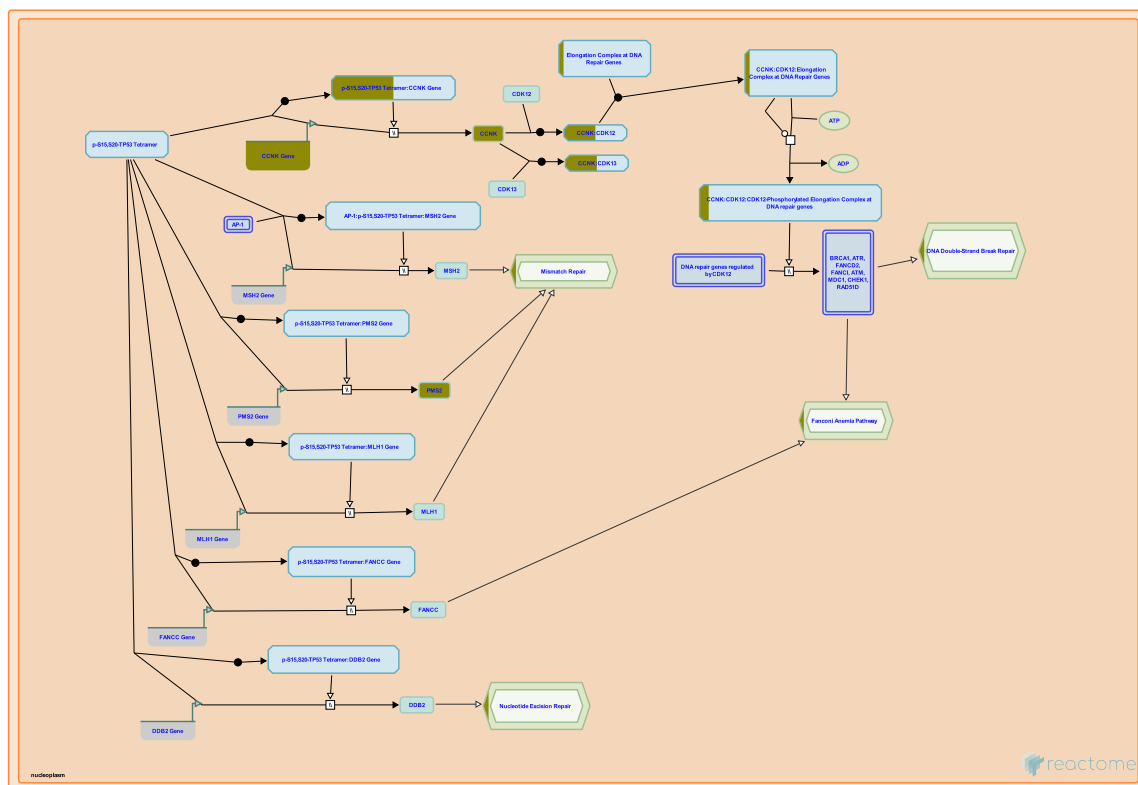 Elongation Complex at DNA
Repair Genes
CCNK:CDK12:Elongation
Complex at DNA Repair Genes
p-S15,S20-TP53 Tetramer:CCNK Gene
CDK12
ATP
p-S15,S20-TP53 Tetramer
CCNK
CCNK:CDK12
CCNK Gene
CCNK:CDK13
ADP
CDK13
CCNK:CDK12:CDK12-Phosphorylated Elongation Complex at
DNA repair genes
AP-1
AP-1:p-S15,S20-TP53 Tetramer:MSH2 Gene
DNA Double-Strand Break Repair
MSH2
Mismatch Repair
DNA repair genes regulated
by CDK12
BRCA1, ATR,
FANCD2,
FANCI, ATM,
MDC1, CHEK1,
RAD51D
MSH2 Gene
p-S15,S20-TP53 Tetramer:PMS2 Gene
PMS2
PMS2 Gene
Fanconi Anemia Pathway
p-S15,S20-TP53 Tetramer:MLH1 Gene
MLH1
MLH1 Gene
p-S15,S20-TP53 Tetramer:FANCC Gene
FANCC
FANCC Gene
p-S15,S20-TP53 Tetramer:DDB2 Gene
DDB2
Nucleotide Excision Repair
DDB2 Gene
nucleoplasm
reactome